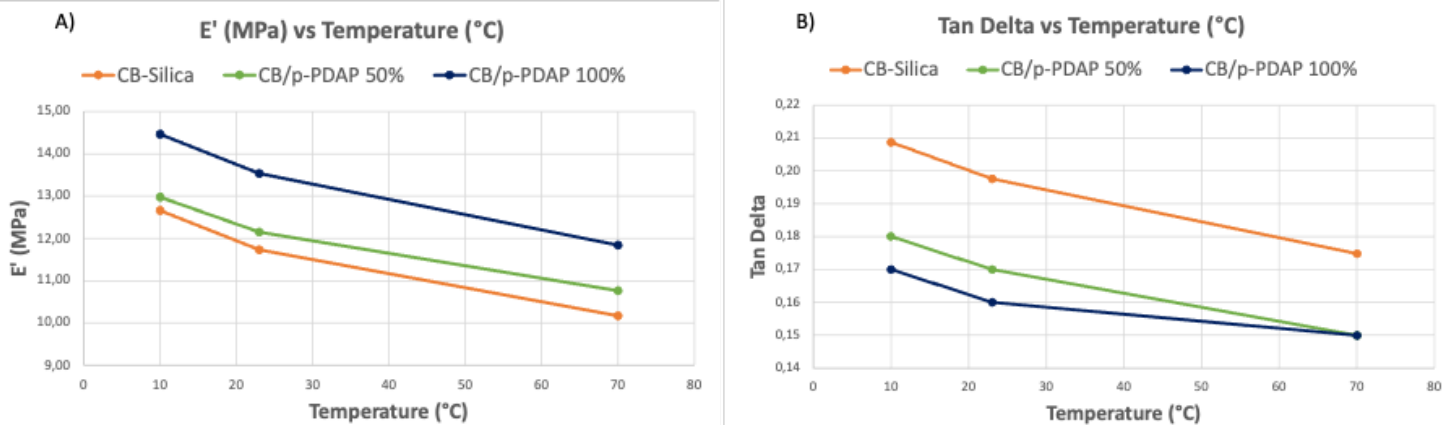 A)
E' (MPa) vs Temperature (°C)
CB-Silica CB/p-PDAP 50% CB/p-PDAP 100%
15,00
14,00
13,00
12,00
11,00
10,00
9,00
0 10 20 30 40 50 60 70 80
E' (MPa)
Temperature (°C)
B)
Tan Delta vs Temperature (°C)
CB-Silica CB/p-PDAP 50% CB/p-PDAP 100%
0,22
0,21
0,20
0,19
0,18
0,17
0,16
0,15
0,14
0 10 20 30 40 50 60 70 80
Tan Delta
Temperature (°C)